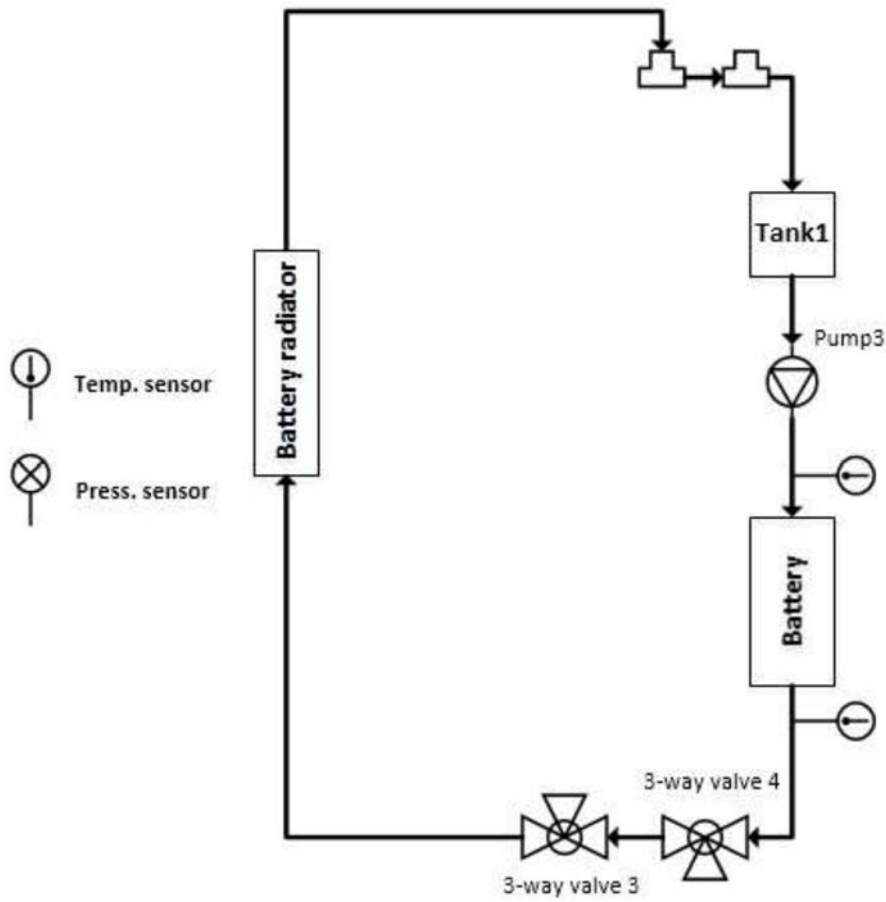 Tank1
Pump3
Battery radiator
Temp. sensor
Press. sensor
Battery
3-way valve 4
3-way valve 3